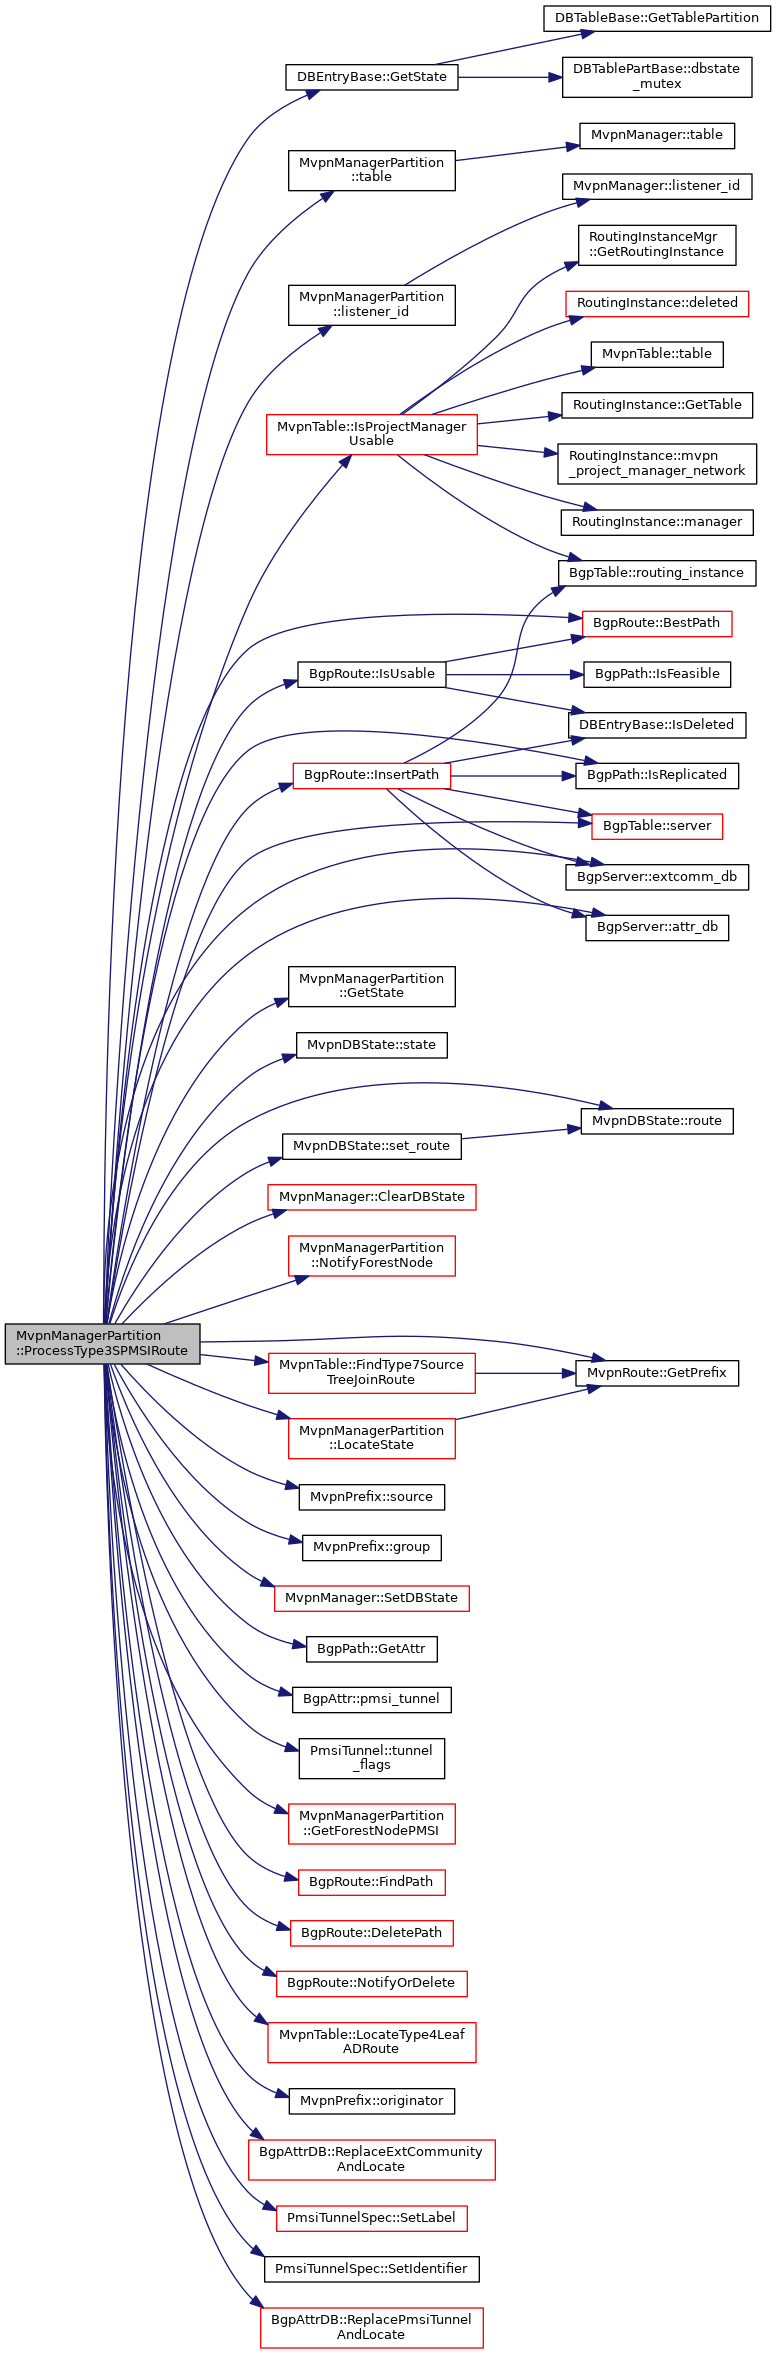 DBTableBase::GetTablePartition
DBEntryBase::GetState
DBTablePartBase::dbstate
_mutex
MvpnManager::table
MvpnManagerPartition
::table
MvpnManager::listener_id
RoutingInstanceMgr
::GetRoutingInstance
MvpnManagerPartition
::listener_id
RoutingInstance::deleted
MvpnTable::table
RoutingInstance::GetTable
MvpnTable::IsProjectManager
Usable
RoutingInstance::mvpn
_project_manager_network
RoutingInstance::manager
BgpTable::routing_instance
BgpRoute::BestPath
BgpRoute::IsUsable
BgpPath::IsFeasible
DBEntryBase::IsDeleted
BgpRoute::InsertPath
BgpPath::IsReplicated
BgpTable::server
BgpServer::extcomm_db
BgpServer::attr_db
MvpnManagerPartition
::GetState
MvpnDBState::state
MvpnDBState::route
MvpnDBState::set_route
MvpnManager::ClearDBState
MvpnManagerPartition
::NotifyForestNode
MvpnManagerPartition
::ProcessType3SPMSIRoute
MvpnTable::FindType7Source
TreeJoinRoute
MvpnRoute::GetPrefix
MvpnManagerPartition
::LocateState
MvpnPrefix::source
MvpnPrefix::group
MvpnManager::SetDBState
BgpPath::GetAttr
BgpAttr::pmsi_tunnel
PmsiTunnel::tunnel
_flags
MvpnManagerPartition
::GetForestNodePMSI
BgpRoute::FindPath
BgpRoute::DeletePath
BgpRoute::NotifyOrDelete
MvpnTable::LocateType4Leaf
ADRoute
MvpnPrefix::originator
BgpAttrDB::ReplaceExtCommunity
AndLocate
PmsiTunnelSpec::SetLabel
PmsiTunnelSpec::SetIdentifier
BgpAttrDB::ReplacePmsiTunnel
AndLocate